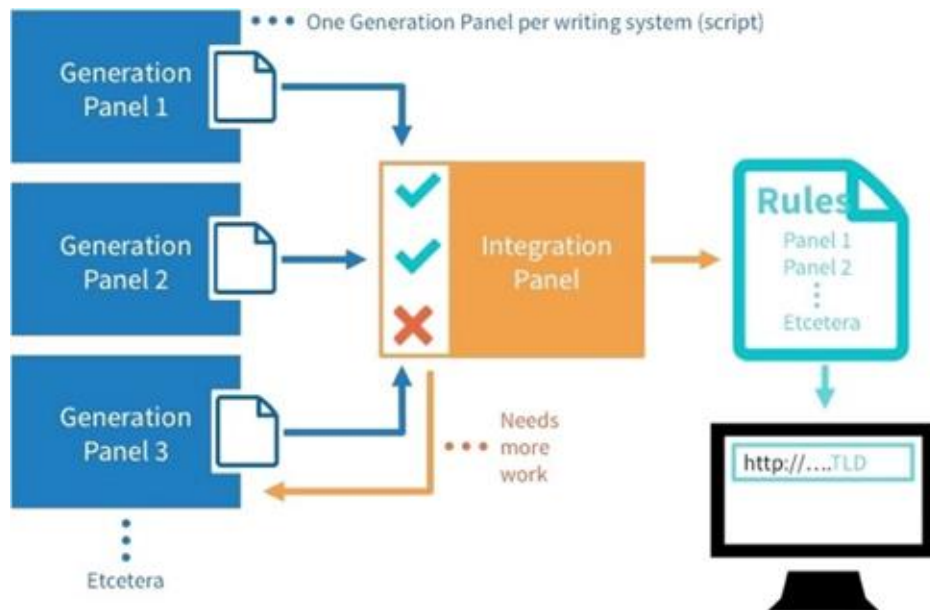 One Generation Panel per writing system (script)
Generation
Panel 1
Generation
Panel 2
Generation
Panel 3
Etcetera
Integration
Panel
Needs
more
work
Rules
Panel 1
Panel 2
Etcetera
http://....TLD